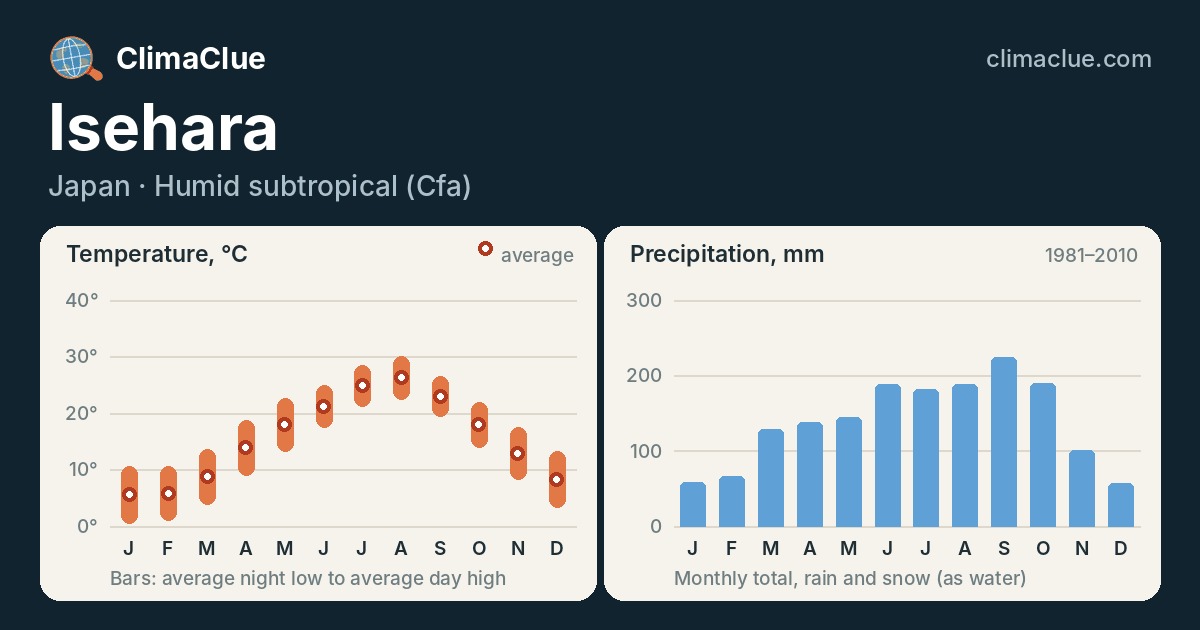 ClimaClue
climaclue.com
Isehara
Japan · Humid subtropical (Cfa)
Temperature, °C
average
40°
30°
20°
10°
0°
J F M A M J J A S O N D
Bars: average night low to average day high
Precipitation, mm
1981–2010
300
200
100
0
J F M A M J J A S O N D
Monthly total, rain and snow (as water)